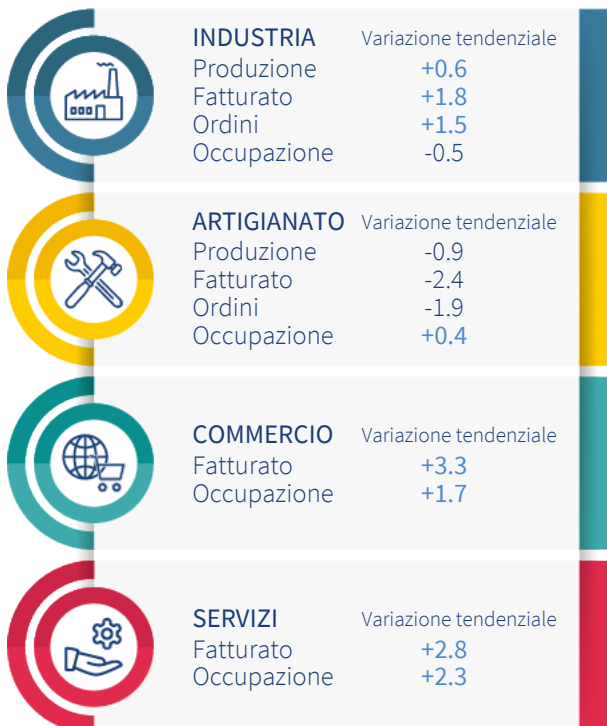 INDUSTRIA Variazione tendenziale
Produzione +0.6
Fatturato +1.8
Ordini +1.5
Occupazione -0.5
ARTIGIANATO Variazione tendenziale
Produzione -0.9
Fatturato -2.4
Ordini -1.9
Occupazione +0.4
COMMERCIO Variazione tendenziale
Fatturato +3.3
Occupazione +1.7
SERVIZI Variazione tendenziale
Fatturato +2.8
Occupazione +2.3